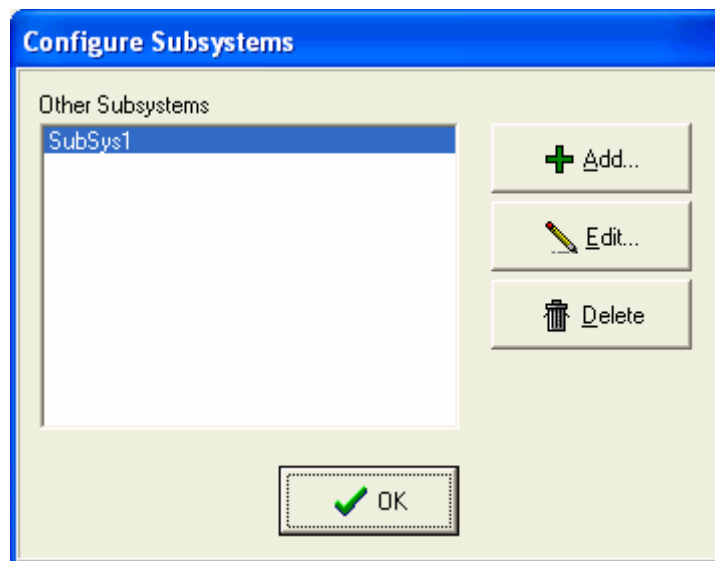 Configure Subsystems
Other Subsystems
SubSys1
Add...
Edit...
Delete
OK